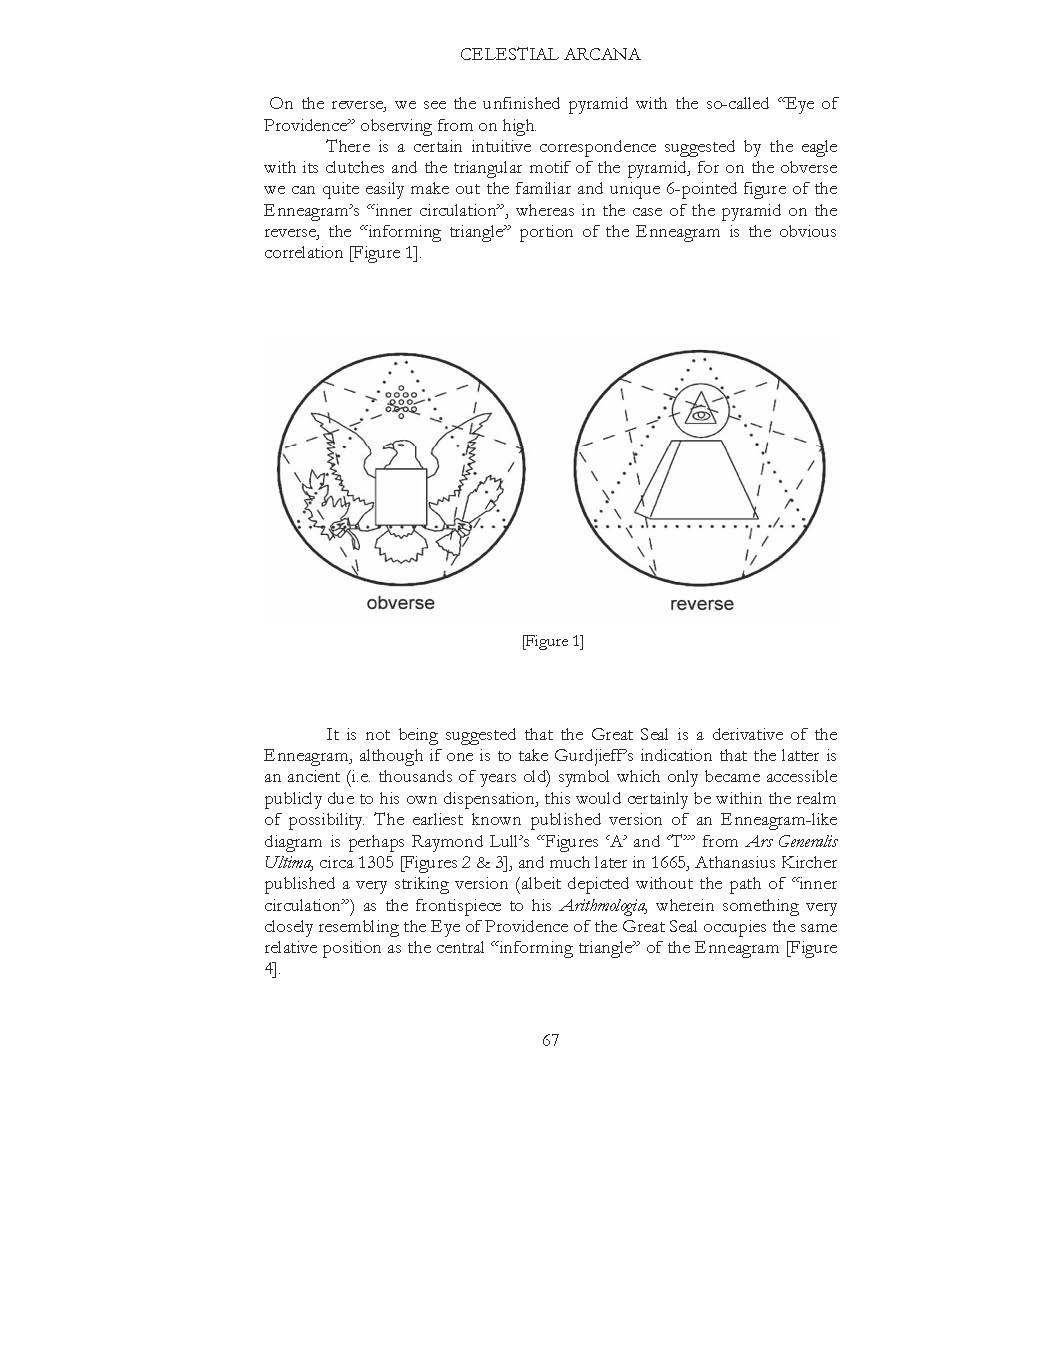 CELESTIAL ARCANA
On the reverse, we see the unfinished pyramid with the so-called “Eye of
Providence” observing from on high.
There is a certain intuitive correspondence suggested by the eagle
with its clutches and the triangular motif of the pyramid, for on the obverse
we can quite easily make out the familiar and unique 6-pointed figure of the
Enneagram’s “inner circulation”, whereas in the case of the pyramid on the
reverse, the “informing triangle” portion of the Enneagram is the obvious
correlation [Figure 1].
obverse
reverse
[Figure 1]
It is not being suggested that the Great Seal is a derivative of the
Enneagram, although if one is to take Gurdjieff’s indication that the latter is
an ancient (i.e. thousands of years old) symbol which only became accessible
publicly due to his own dispensation, this would certainly be within the realm
of possibility. The earliest known published version of an Enneagram-like
diagram is perhaps Raymond Lull’s “Figures ‘A’ and ‘T’” from Ars Generalis
Ultima, circa 1305 [Figures 2 & 3], and much later in 1665, Athanasius Kircher
published a very striking version (albeit depicted without the path of “inner
circulation”) as the frontispiece to his Arithmologia, wherein something very
closely resembling the Eye of Providence of the Great Seal occupies the same
relative position as the central “informing triangle” of the Enneagram [Figure
4].
67